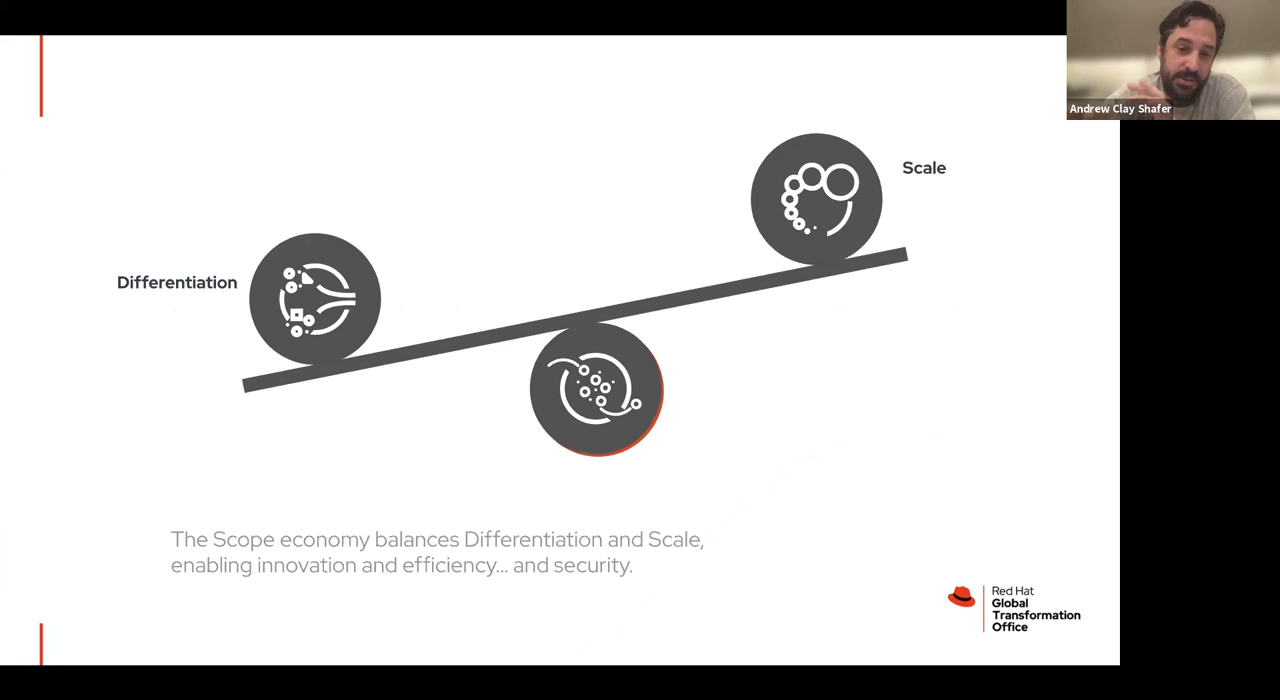 Andrew Clay Shafer
Scale
Differentiation
The Scope economy balances Differentiation and Scale,
enabling innovation and efficiency... and security.
Red Hat
Global
Transformation
Office